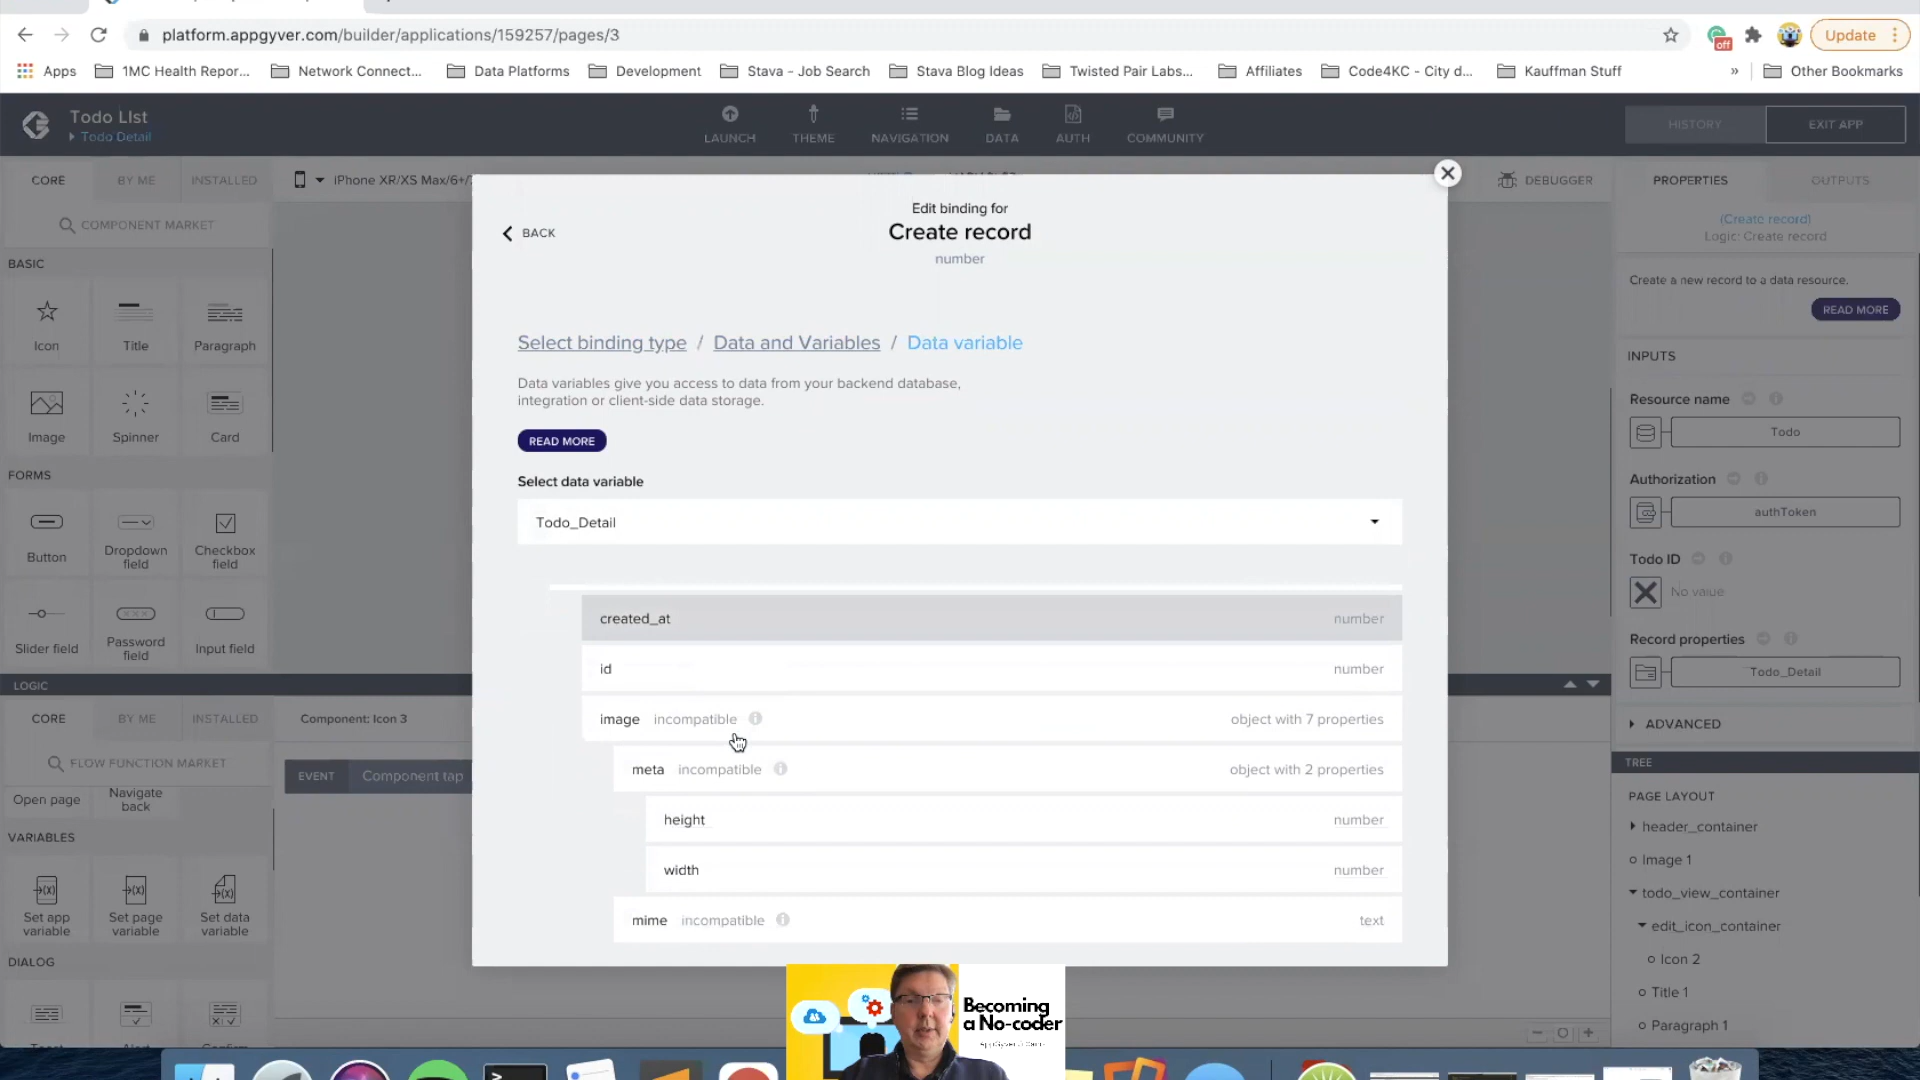 platform.appgyver.com/builder/applications/159257/pages/3
off
Update
Apps
1MC Health Repor...
Network Connect...
Data Platforms
Development
Stava - Job Search
Stava Blog Ideas
Twisted Pair Labs...
Affiliates
Code4KC - City d...
Kauffman Stuff
»
Other Bookmarks
Todo LIst
Todo Detail
LAUNCH
THEME
NAVIGATION
DATA
AUTH
COMMUNITY
HISTORY
EXIT APP
CORE
BY ME
INSTALLED
iPhone XR/XS Max/6+/
DEBUGGER
PROPERTIES
OUTPUTS
COMPONENT MARKET
BASIC
Icon
Title
Paragraph
Image
Spinner
Card
FORMS
Button
Dropdown field
Checkbox field
Slider field
Password field
Input field
LOGIC
CORE
BY ME
INSTALLED
Component: Icon 3
FLOW FUNCTION MARKET
EVENT
Component tap
Open page
Navigate back
VARIABLES
Set app variable
Set page variable
Set data variable
DIALOG
BACK
Edit binding for
Create record
number
Select binding type / Data and Variables / Data variable
Data variables give you access to data from your backend database,
integration or client-side data storage.
READ MORE
Select data variable
Todo_Detail
created_at number
id number
image incompatible object with 7 properties
meta incompatible object with 2 properties
height number
width number
mime incompatible text
(Create record)
Logic: Create record
Create a new record to a data resource.
READ MORE
INPUTS
Resource name
Todo
Authorization
authToken
Todo ID
No value
Record properties
Todo_Detail
ADVANCED
TREE
PAGE LAYOUT
header_container
Image 1
todo_view_container
edit_icon_container
Icon 2
Title 1
Paragraph 1
Becoming
a No-coder